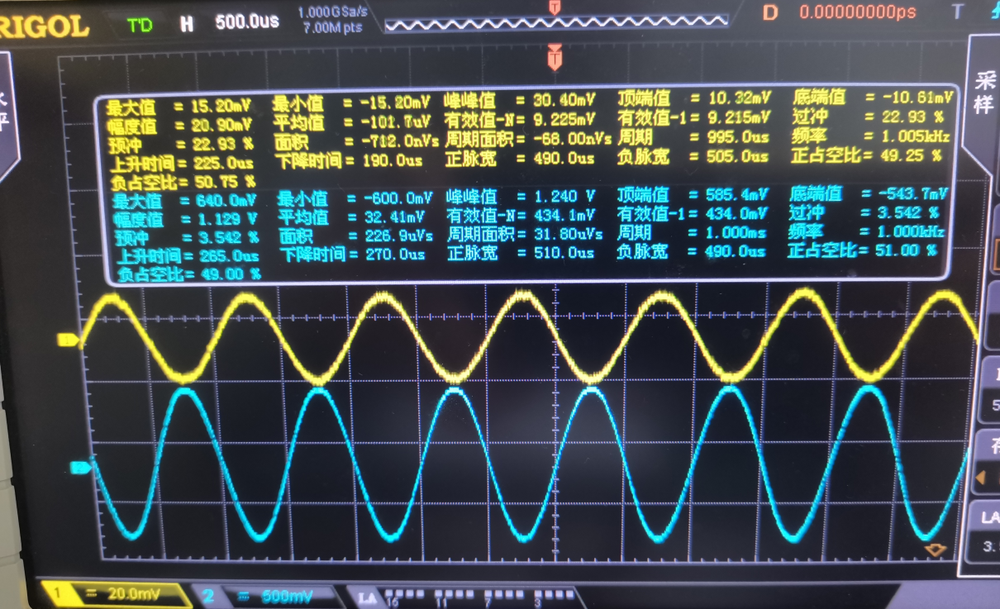 RIGOL T'D H 500.0us 1.000GSa/s 7.00M pts D 0.00000000ps T
T
T
采样
最大值 = 15.20mV 最小值 = -15.20mV 峰峰值 = 30.40mV 顶端值 = 10.32mV 底端值 = -10.61mV
幅度值 = 20.90mV 平均值 = -101.7uV 有效值-N= 9.225mV 有效值-1= 9.215mV 过冲 = 22.93 %
预冲 = 22.93 % 面积 = -712.0nVs 周期面积= -68.00nVs 周期 = 995.0us 频率 = 1.005kHz
上升时间= 225.0us 下降时间= 190.0us 正脉宽 = 490.0us 负脉宽 = 505.0us 正占空比= 49.25 %
负占空比= 50.75 %
最大值 = 640.0mV 最小值 = -600.0mV 峰峰值 = 1.240 V 顶端值 = 585.4mV 底端值 = -543.7mV
幅度值 = 1.129 V 平均值 = 32.41mV 有效值-N= 434.1mV 有效值-1= 434.0mV 过冲 = 3.542 %
预冲 = 3.542 % 面积 = 226.9uVs 周期面积= 31.80uVs 周期 = 1.000ms 频率 = 1.000kHz
上升时间= 265.0us 下降时间= 270.0us 正脉宽 = 510.0us 负脉宽 = 490.0us 正占空比= 51.00 %
负占空比= 49.00 %
1
2
存
LA
3.
1 = 20.0mV 2 500mV LA 15 11 7 3